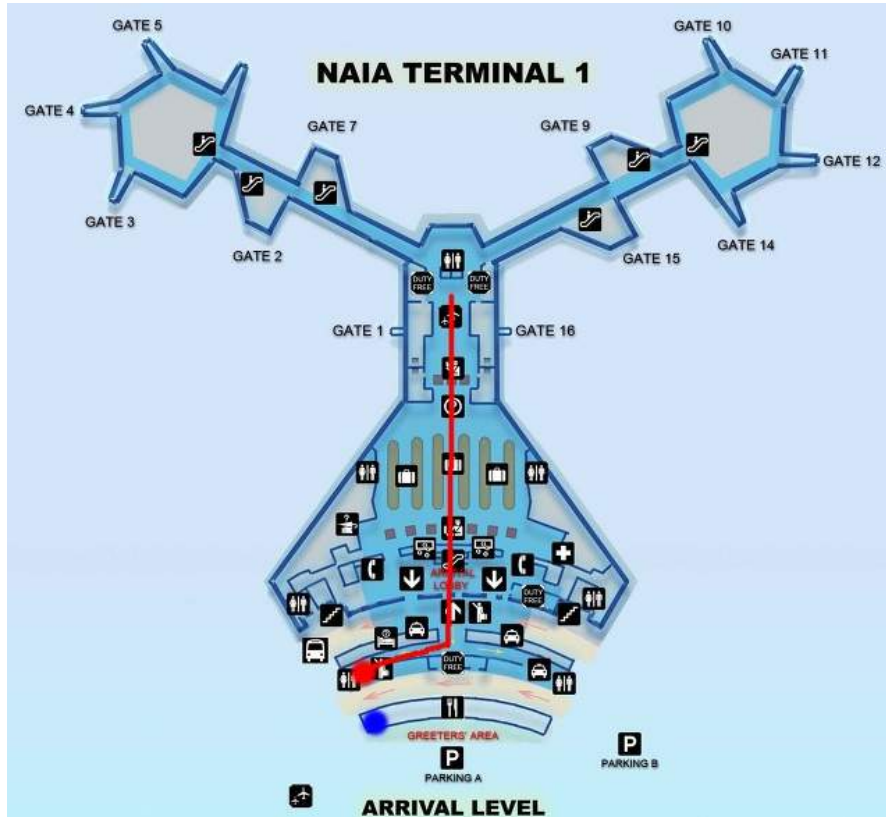 GATE 5
GATE 10
NAIA TERMINAL 1
GATE 11
GATE 4
GATE 7
GATE 9
GATE 12
GATE 3
GATE 2
GATE 15
GATE 14
DUTY FREE
DUTY FREE
GATE 1
GATE 16
ARRIVAL
LOBBY
DUTY FREE
DUTY FREE
GREETERS' AREA
P
P
PARKING B
PARKING A
ARRIVAL LEVEL